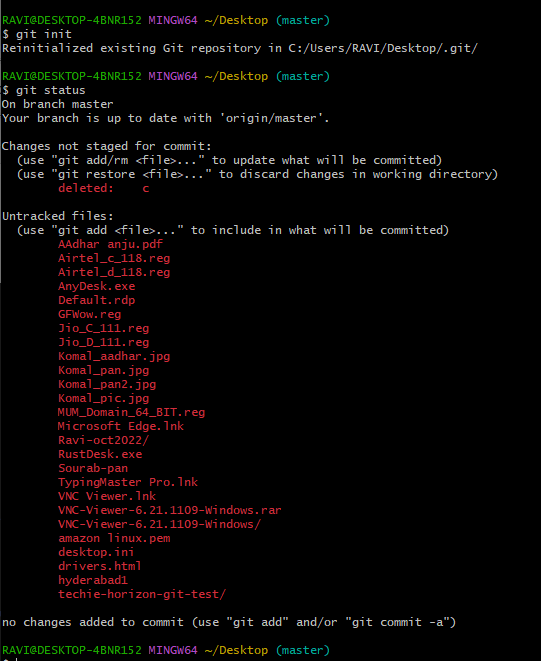 RAVI@DESKTOP-4BNR152 MINGW64 ~/Desktop (master)
$ git init
Reinitialized existing Git repository in C:/Users/RAVI/Desktop/.git/
RAVI@DESKTOP-4BNR152 MINGW64 ~/Desktop (master)
$ git status
On branch master
Your branch is up to date with 'origin/master'.
Changes not staged for commit:
(use "git add/rm <file>..." to update what will be committed)
(use "git restore <file>..." to discard changes in working directory)
deleted: c
Untracked files:
(use "git add <file>..." to include in what will be committed)
AAdhar anju.pdf
Airtel_c_118.reg
Airtel_d_118.reg
AnyDesk.exe
Default.rdp
GFWow.reg
Jio_C_111.reg
Jio_D_111.reg
Komal_aadhar.jpg
Komal_pan.jpg
Komal_pan2.jpg
Komal_pic.jpg
MUM_Domain_64_BIT.reg
Microsoft Edge.lnk
Ravi-oct2022/
RustDesk.exe
Sourab-pan
TypingMaster Pro.lnk
VNC Viewer.lnk
VNC-Viewer-6.21.1109-Windows.rar
VNC-Viewer-6.21.1109-Windows/
amazon linux.pem
desktop.ini
drivers.html
hyderabad1
techie-horizon-git-test/
no changes added to commit (use "git add" and/or "git commit -a")
RAVI@DESKTOP-4BNR152 MINGW64 ~/Desktop (master)